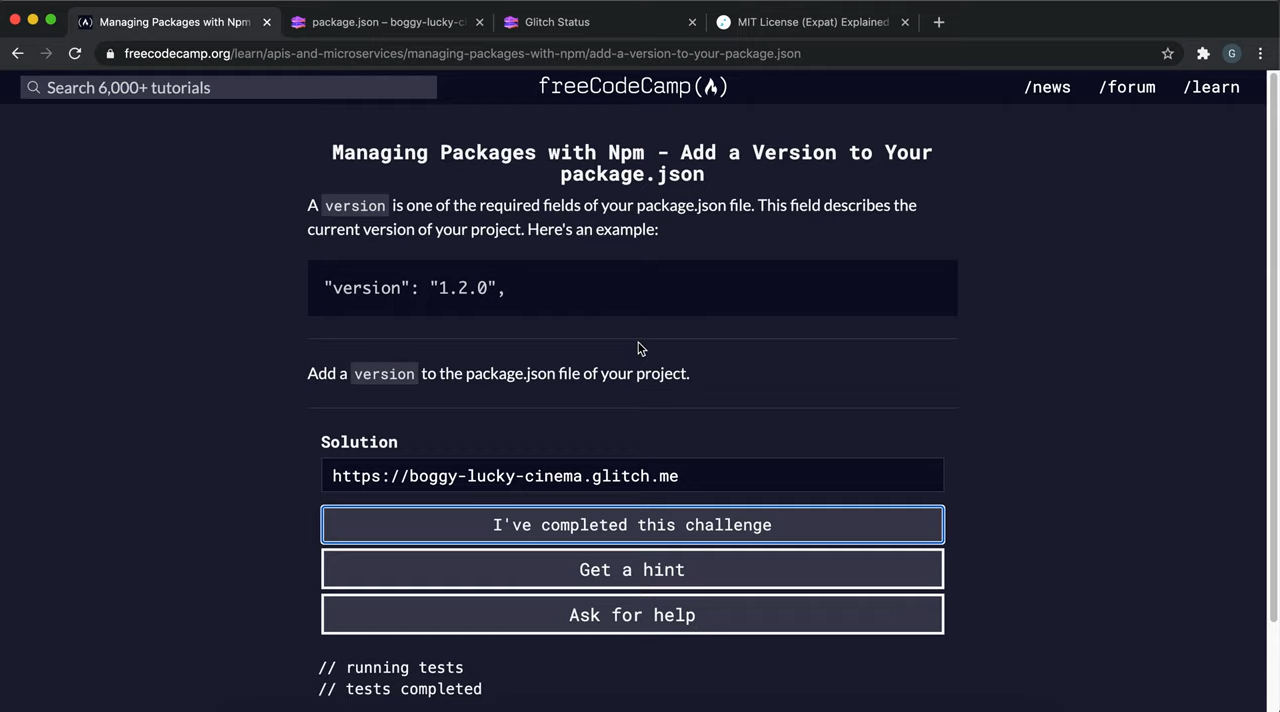 Managing Packages with Npm
package.json – boggy-lucky-ci
Glitch Status
MIT License (Expat) Explained
freecodecamp.org/learn/apis-and-microservices/managing-packages-with-npm/add-a-version-to-your-package.json
G
Search 6,000+ tutorials
freeCodeCamp
/news
/forum
/learn
Managing Packages with Npm - Add a Version to Your
package.json
A version is one of the required fields of your package.json file. This field describes the
current version of your project. Here's an example:
"version": "1.2.0",
Add a version to the package.json file of your project.
Solution
https://boggy-lucky-cinema.glitch.me
I've completed this challenge
Get a hint
Ask for help
// running tests
// tests completed